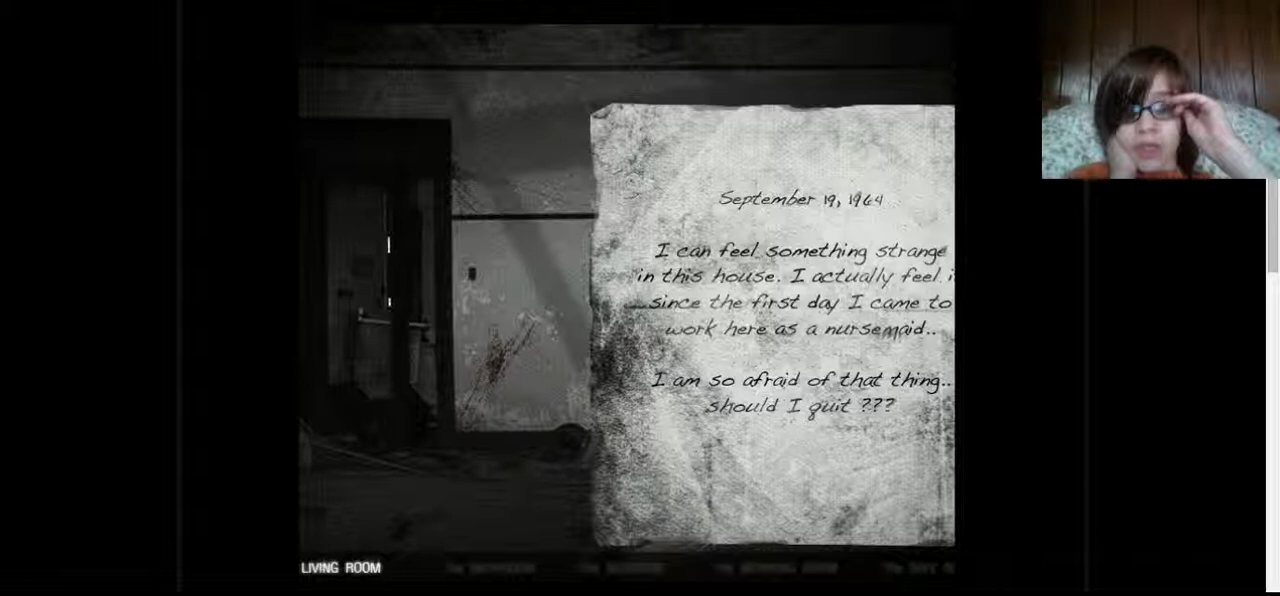 September 19, 1964
I can feel something strange
in this house. I actually feel i
since the first day I came to
work here as a nursemaid..
I am so afraid of that thing..
should I quit ???
LIVING ROOM